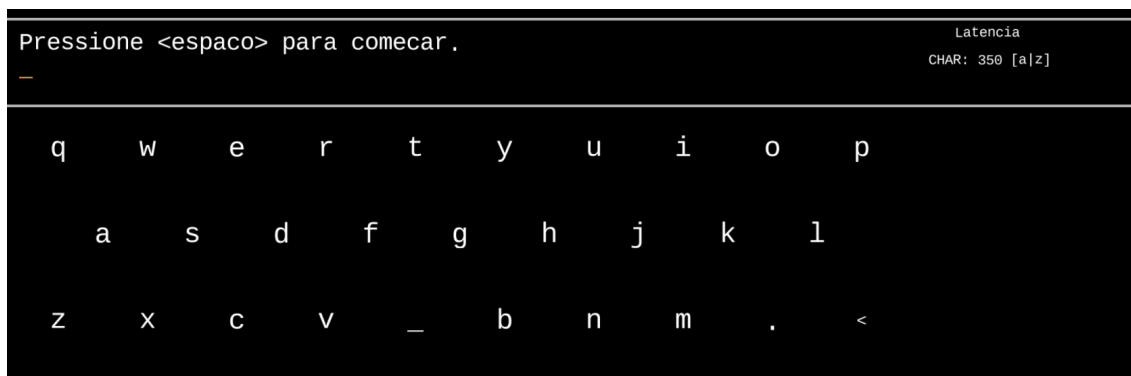 Pressione <espaco> para comecar.
_
Latencia
CHAR: 350 [a|z]
q w e r t y u i o p
a s d f g h j k l
z x c v _ b n m . <